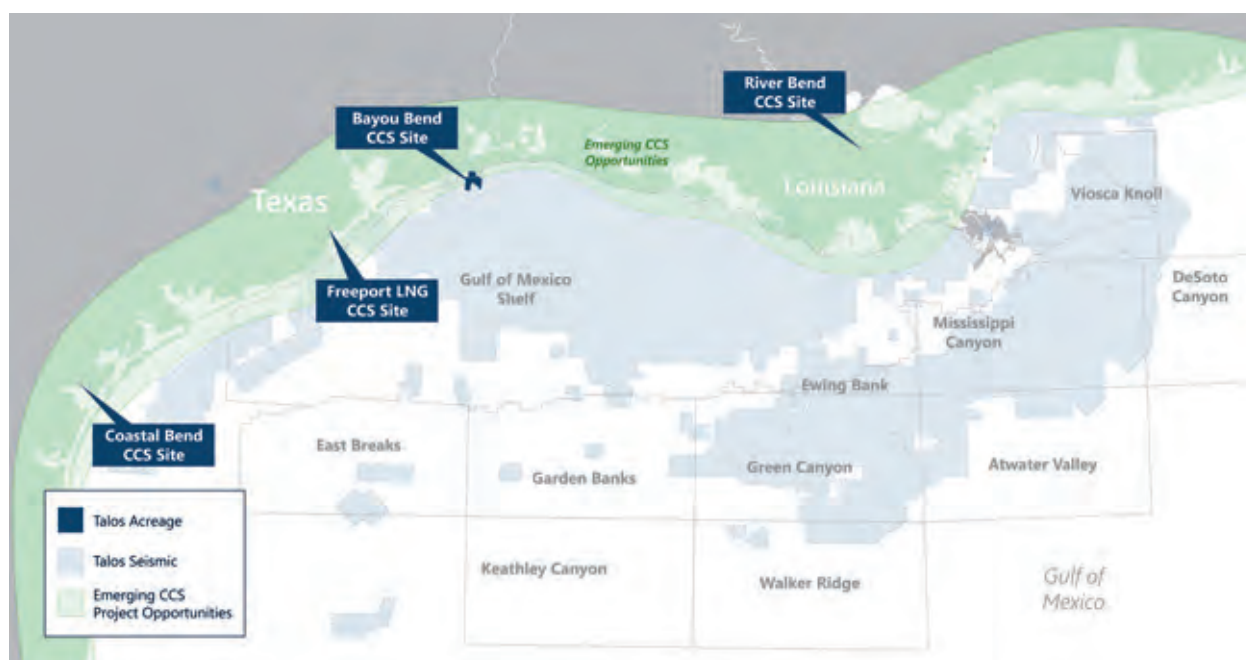 River Bend
CCS Site
Bayou Bend
CCS Site
Emerging CCS
Opportunities
Texas
Louisiana
Viosca Knoll
Freeport LNG
CCS Site
Gulf of Mexico
Shelf
DeSoto
Canyon
Mississippi
Canyon
Ewing Bank
Coastal Bend
CCS Site
East Breaks
Garden Banks
Green Canyon
Atwater Valley
Talos Acreage
Talos Seismic
Emerging CCS
Project Opportunities
Keathley Canyon
Walker Ridge
Gulf of
Mexico